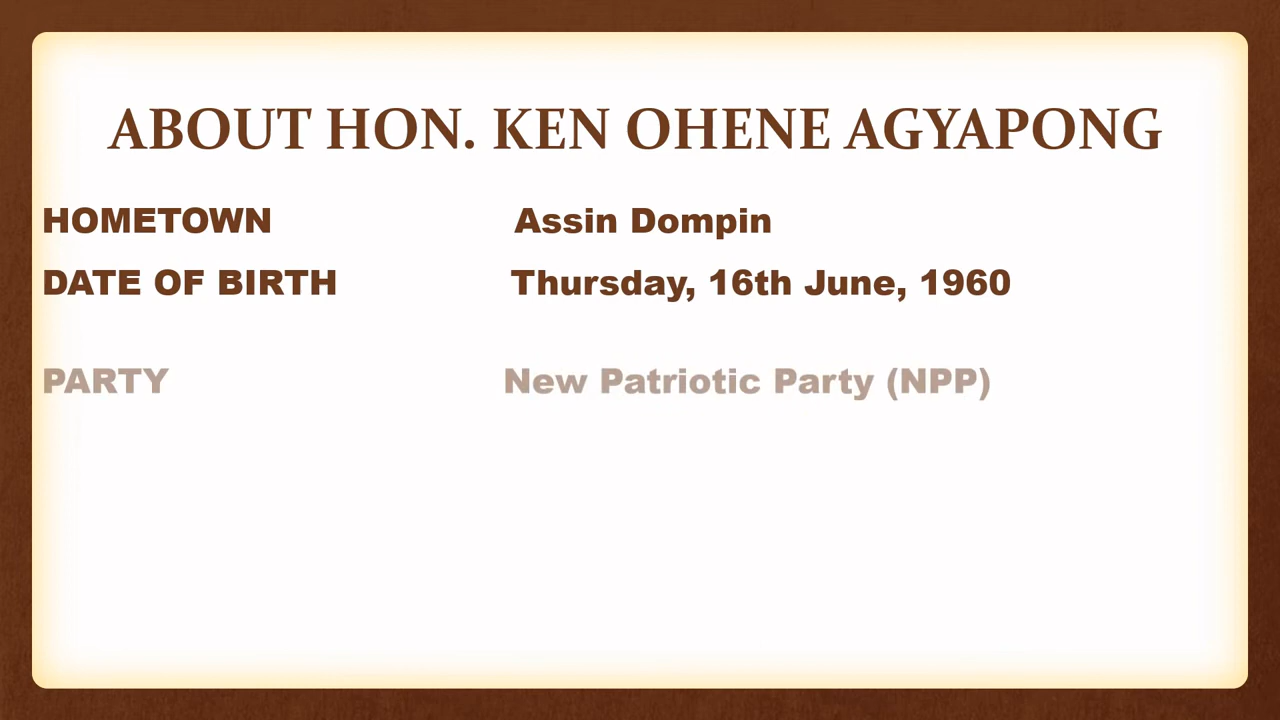 ABOUT HON. KEN OHENE AGYAPONG
HOMETOWN Assin Dompin
DATE OF BIRTH Thursday, 16th June, 1960
PARTY New Patriotic Party (NPP)